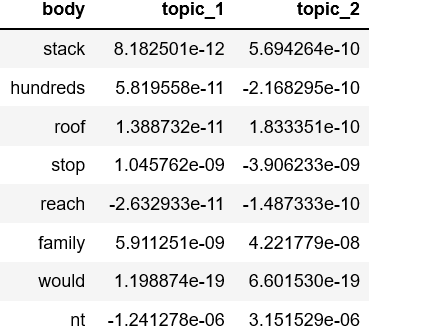 body topic_1 topic_2
stack 8.182501e-12 5.694264e-10
hundreds 5.819558e-11 -2.168295e-10
roof 1.388732e-11 1.833351e-10
stop 1.045762e-09 -3.906233e-09
reach -2.632933e-11 -1.487333e-10
family 5.911251e-09 4.221779e-08
would 1.198874e-19 6.601530e-19
nt -1.241278e-06 3.151529e-06